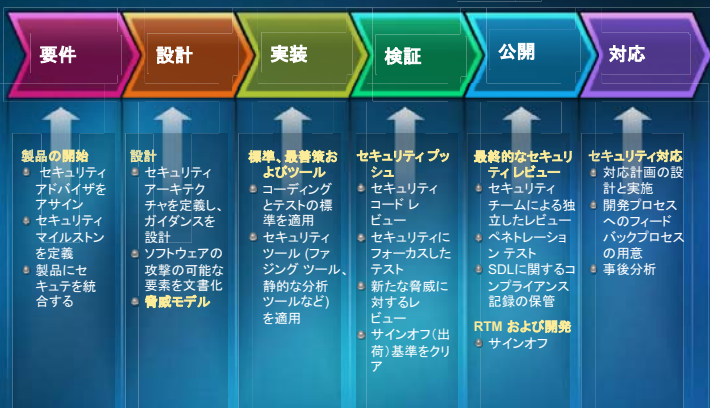 要件
設計
実装
検証
公開
対応
製品の開始
セキュリティ
アドバイザを
アサイン
セキュリティ
マイルストン
を定義
製品にセ
キュテを統
合する
設計
セキュリティ
アーキテク
チャを定義し、
ガイダンスを
設計
ソフトウェアの
攻撃の可能な
要素を文書化
脅威モデル
標準、最善策お
よびツール
コーディング
とテストの標
準を適用
セキュリティ
ツール (ファ
ジング ツール、
静的な分析
ツールなど)
を適用
セキュリティ プッ
シュ
セキュリティ
コード レ
ビュー
セキュリティに
フォーカスした
テスト
新たな脅威に
対するレ
ビュー
サインオフ(出
荷)基準をクリ
ア
最終的なセキュリ
ティ レビュー
セキュリティ
チームによる独
立したレビュー
ペネトレーショ
ン テスト
SDLに関するコ
ンプライアンス
記録の保管
RTM および開発
サインオフ
セキュリティ対応
対応計画の設
計と実施
開発プロセス
へのフィード
バックプロセス
の用意
事後分析